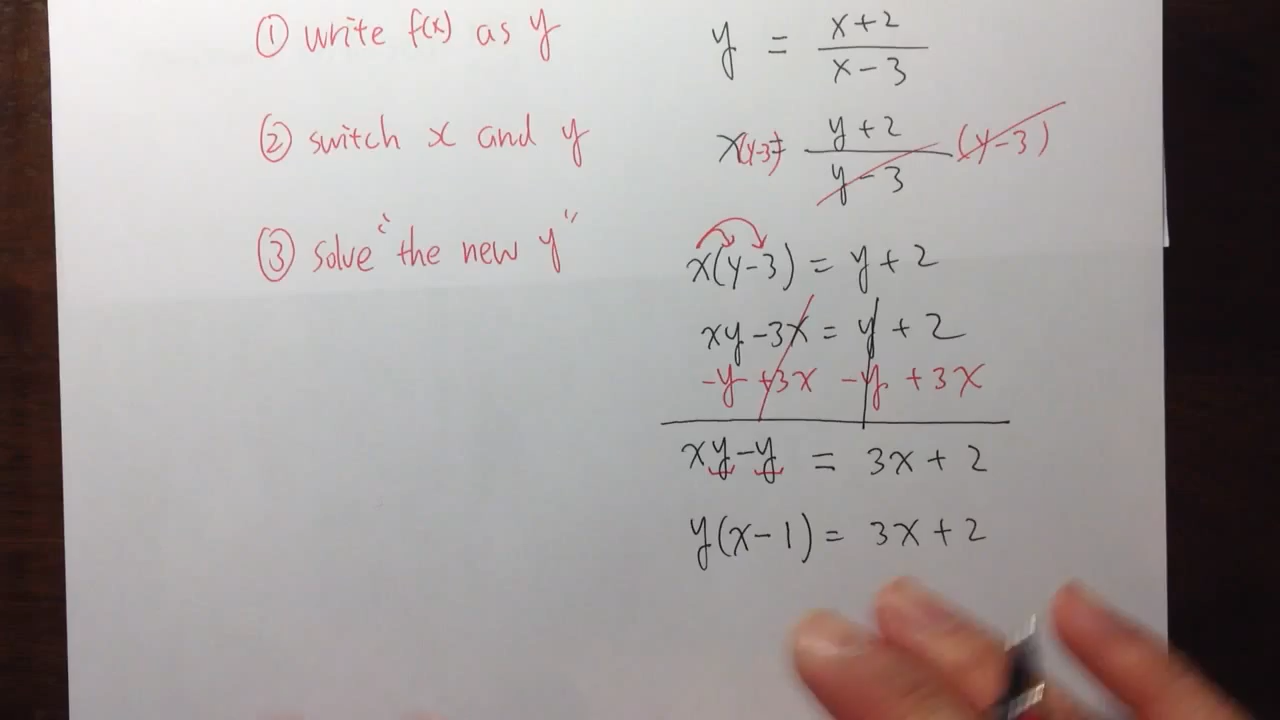 ① write f(x) as y
y = x+2 / x-3
② switch x and y
x(y-3) = y+2 / y-3 (y-3)
③ solve "the new y"
x(y-3) = y+2
xy-3x = y+2
-y +3x -y +3x
xy-y = 3x+2
y(x-1) = 3x+2